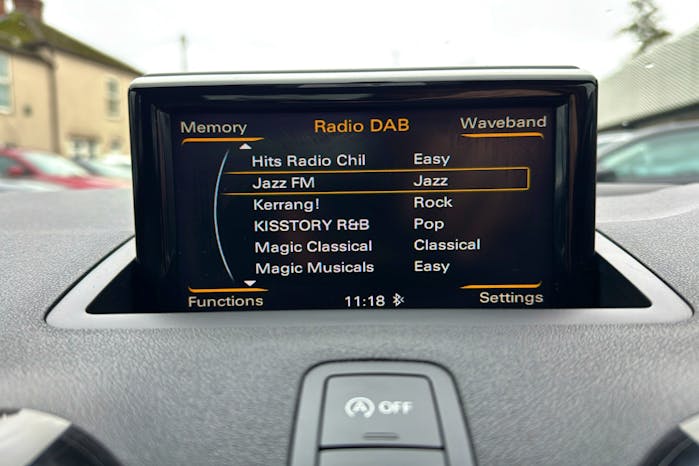 Memory Radio DAB Waveband
Hits Radio Chil Easy
Jazz FM Jazz
Kerrang! Rock
KISSTORY R&B Pop
Magic Classical Classical
Magic Musicals Easy
Functions 11:18 Settings
A OFF